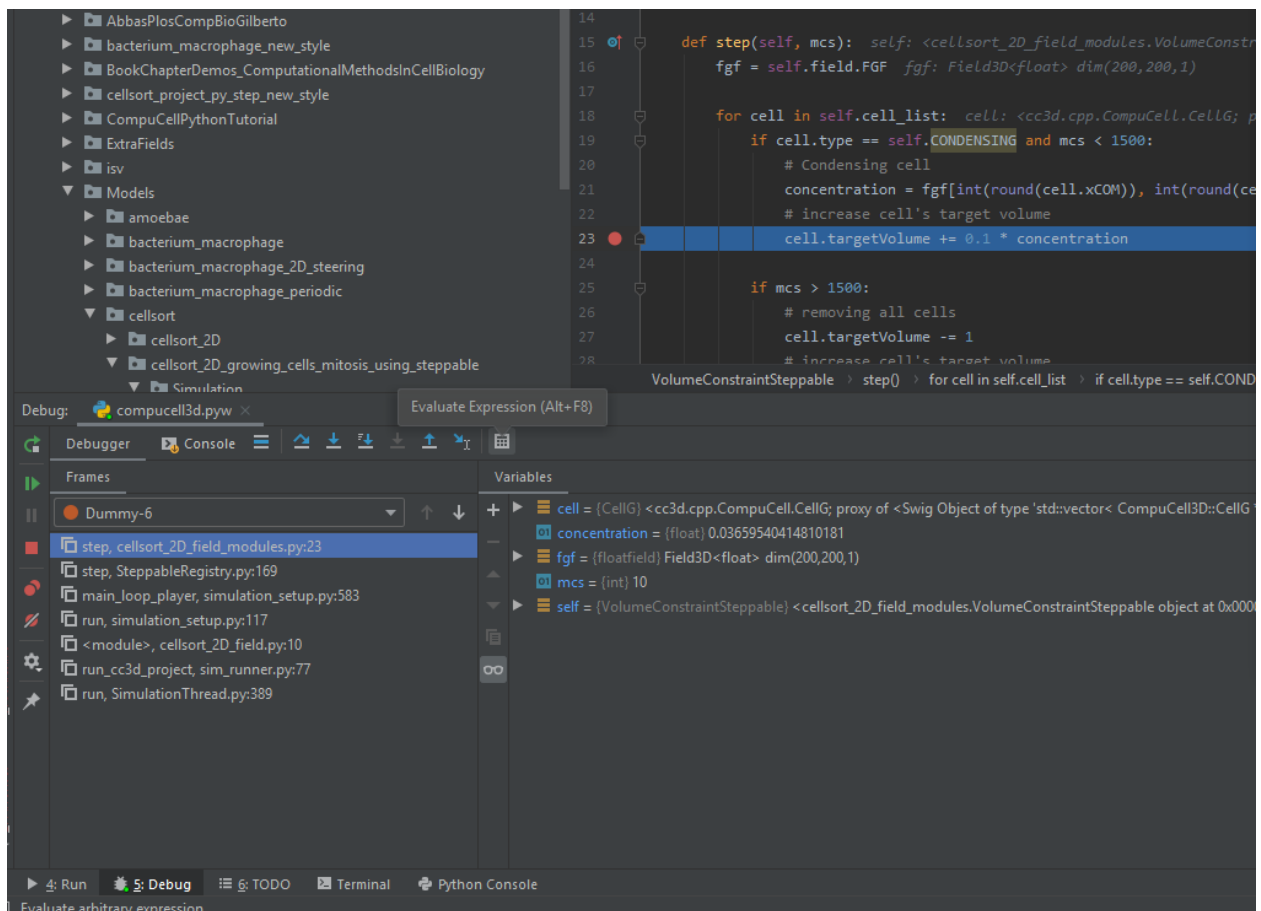 AbbasPlosCompBioGilberto
bacterium_macrophage_new_style
BookChapterDemos_ComputationalMethodsInCellBiology
cellsort_project_py_step_new_style
CompuCellPythonTutorial
ExtraFields
isv
Models
amoebae
bacterium_macrophage
bacterium_macrophage_2D_steering
bacterium_macrophage_periodic
cellsort
cellsort_2D
cellsort_2D_growing_cells_mitosis_using_steppable
Simulation
14
15 def step(self, mcs): self: <cellsort_2D_field_modules.VolumeConstr
16 fgf = self.field.FGF fgf: Field3D<float> dim(200,200,1)
17
18 for cell in self.cell_list: cell: <cc3d.cpp.CompuCell.CellG; p
19 if cell.type == self.CONDENSING and mcs < 1500:
20 # Condensing cell
21 concentration = fgf[int(round(cell.xCOM)), int(round(ce
22 # increase cell's target volume
23 cell.targetVolume += 0.1 * concentration
24
25 if mcs > 1500:
26 # removing all cells
27 cell.targetVolume -= 1
28 # increase cell's target volume
VolumeConstraintSteppable > step() > for cell in self.cell_list > if cell.type == self.COND
Debug: compucell3d.pyw ×
Evaluate Expression (Alt+F8)
Debugger Console
Frames
Variables
Dummy-6
step, cellsort_2D_field_modules.py:23
step, SteppableRegistry.py:169
main_loop_player, simulation_setup.py:583
run, simulation_setup.py:117
<module>, cellsort_2D_field.py:10
run_cc3d_project, sim_runner.py:77
run, SimulationThread.py:389
cell = {CellG} <cc3d.cpp.CompuCell.CellG; proxy of <Swig Object of type 'std::vector< CompuCell3D::CellG *
concentration = {float} 0.03659540414810181
fgf = {floatfield} Field3D<float> dim(200,200,1)
mcs = {int} 10
self = {VolumeConstraintSteppable} <cellsort_2D_field_modules.VolumeConstraintSteppable object at 0x0000
4: Run 5: Debug 6: TODO Terminal Python Console
Evaluate arbitrary expression